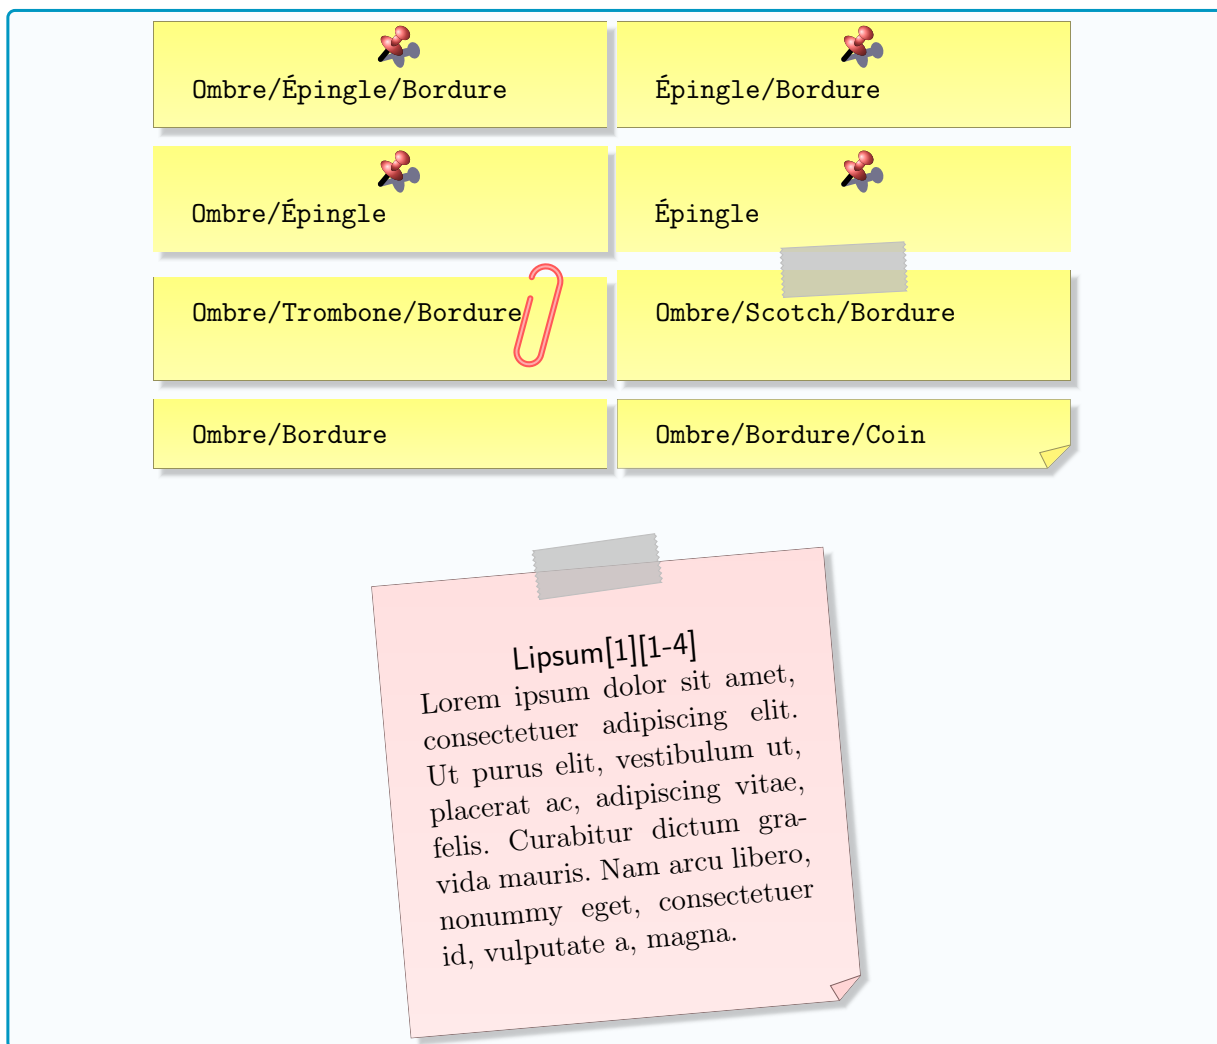 Ombre/Épingle/Bordure
Épingle/Bordure
Ombre/Épingle
Épingle
Ombre/Trombone/Bordure
Ombre/Scotch/Bordure
Ombre/Bordure
Ombre/Bordure/Coin
Lipsum[1][1-4]
Lorem ipsum dolor sit amet,
consectetuer adipiscing elit.
Ut purus elit, vestibulum ut,
placerat ac, adipiscing vitae,
felis. Curabitur dictum gra-
vida mauris. Nam arcu libero,
nonummy eget, consectetuer
id, vulputate a, magna.